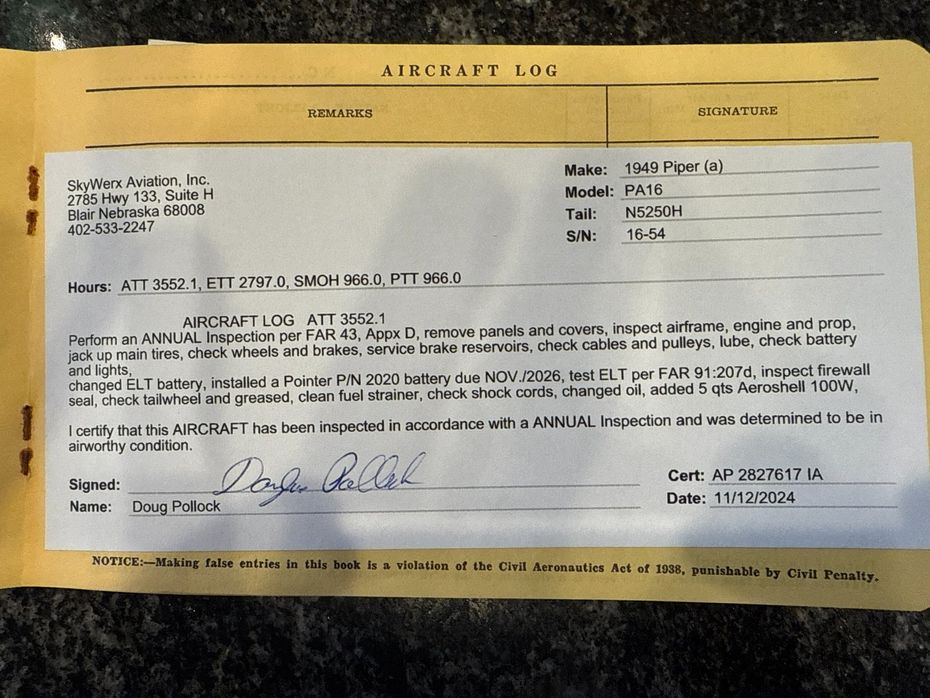 AIRCRAFT LOG
REMARKS
SIGNATURE
SkyWerx Aviation, Inc.
2785 Hwy 133, Suite H
Blair Nebraska 68008
402-533-2247
Make: 1949 Piper (a)
Model: PA16
Tail: N5250H
S/N: 16-54
Hours: ATT 3552.1, ETT 2797.0, SMOH 966.0, PTT 966.0
AIRCRAFT LOG ATT 3552.1
Perform an ANNUAL Inspection per FAR 43, Appx D, remove panels and covers, inspect airframe, engine and prop,
jack up main tires, check wheels and brakes, service brake reservoirs, check cables and pulleys, lube, check battery
and lights,
changed ELT battery, installed a Pointer P/N 2020 battery due NOV./2026, test ELT per FAR 91:207d, inspect firewall
seal, check tailwheel and greased, clean fuel strainer, check shock cords, changed oil, added 5 qts Aeroshell 100W,
I certify that this AIRCRAFT has been inspected in accordance with a ANNUAL Inspection and was determined to be in
airworthy condition.
Signed: Douglas Pollock
Name: Doug Pollock
Cert: AP 2827617 IA
Date: 11/12/2024
NOTICE:—Making false entries in this book is a violation of the Civil Aeronautics Act of 1938, punishable by Civil Penalty.